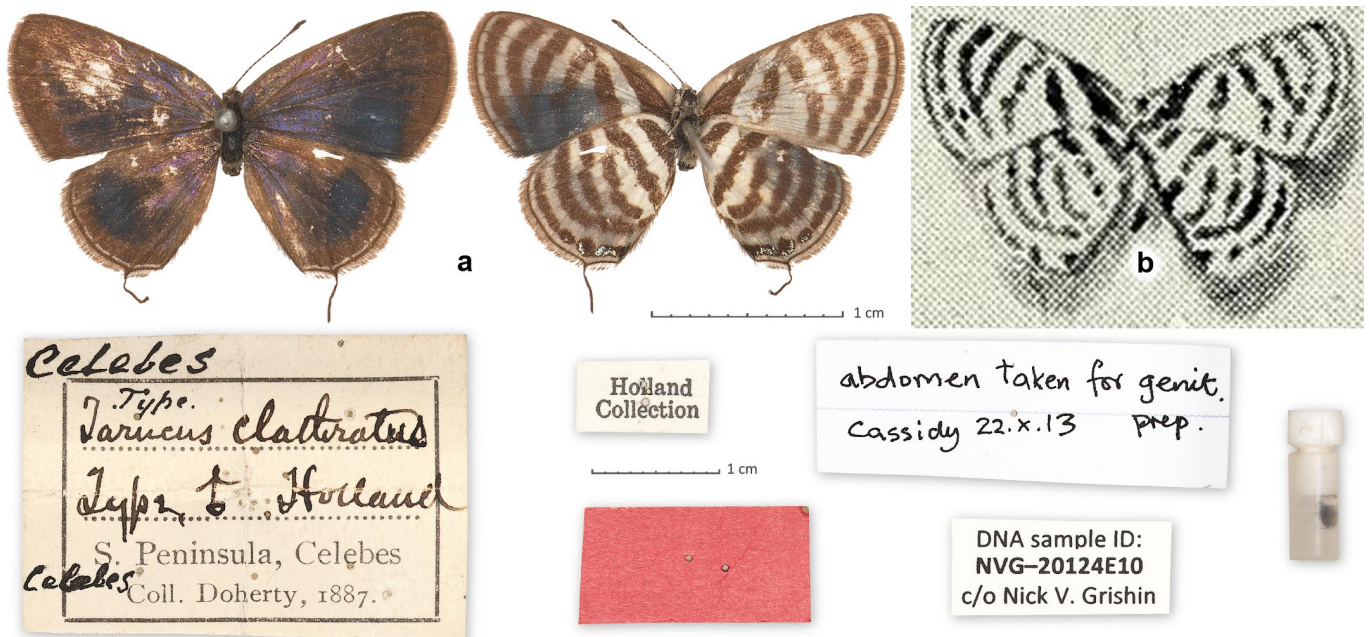 a
b
1 cm
Celebes
Type.
Tarucus clathratus
Type, Holland
S. Peninsula, Celebes
Celebes
Coll. Doherty, 1887.
Holland
Collection
1 cm
abdomen taken for genit.
Cassidy 22.x.13 prep.
DNA sample ID:
NVG–20124E10
c/o Nick V. Grishin